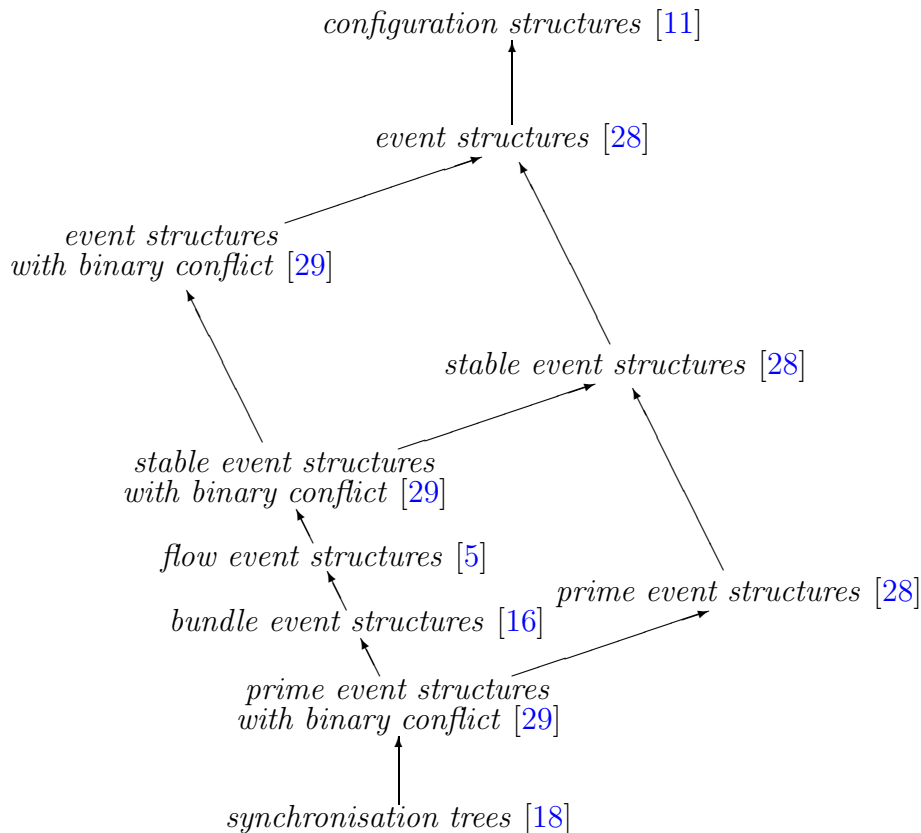 configuration structures [11]
event structures [28]
event structures
with binary conflict [29]
stable event structures [28]
stable event structures
with binary conflict [29]
flow event structures [5]
prime event structures [28]
bundle event structures [16]
prime event structures
with binary conflict [29]
synchronisation trees [18]